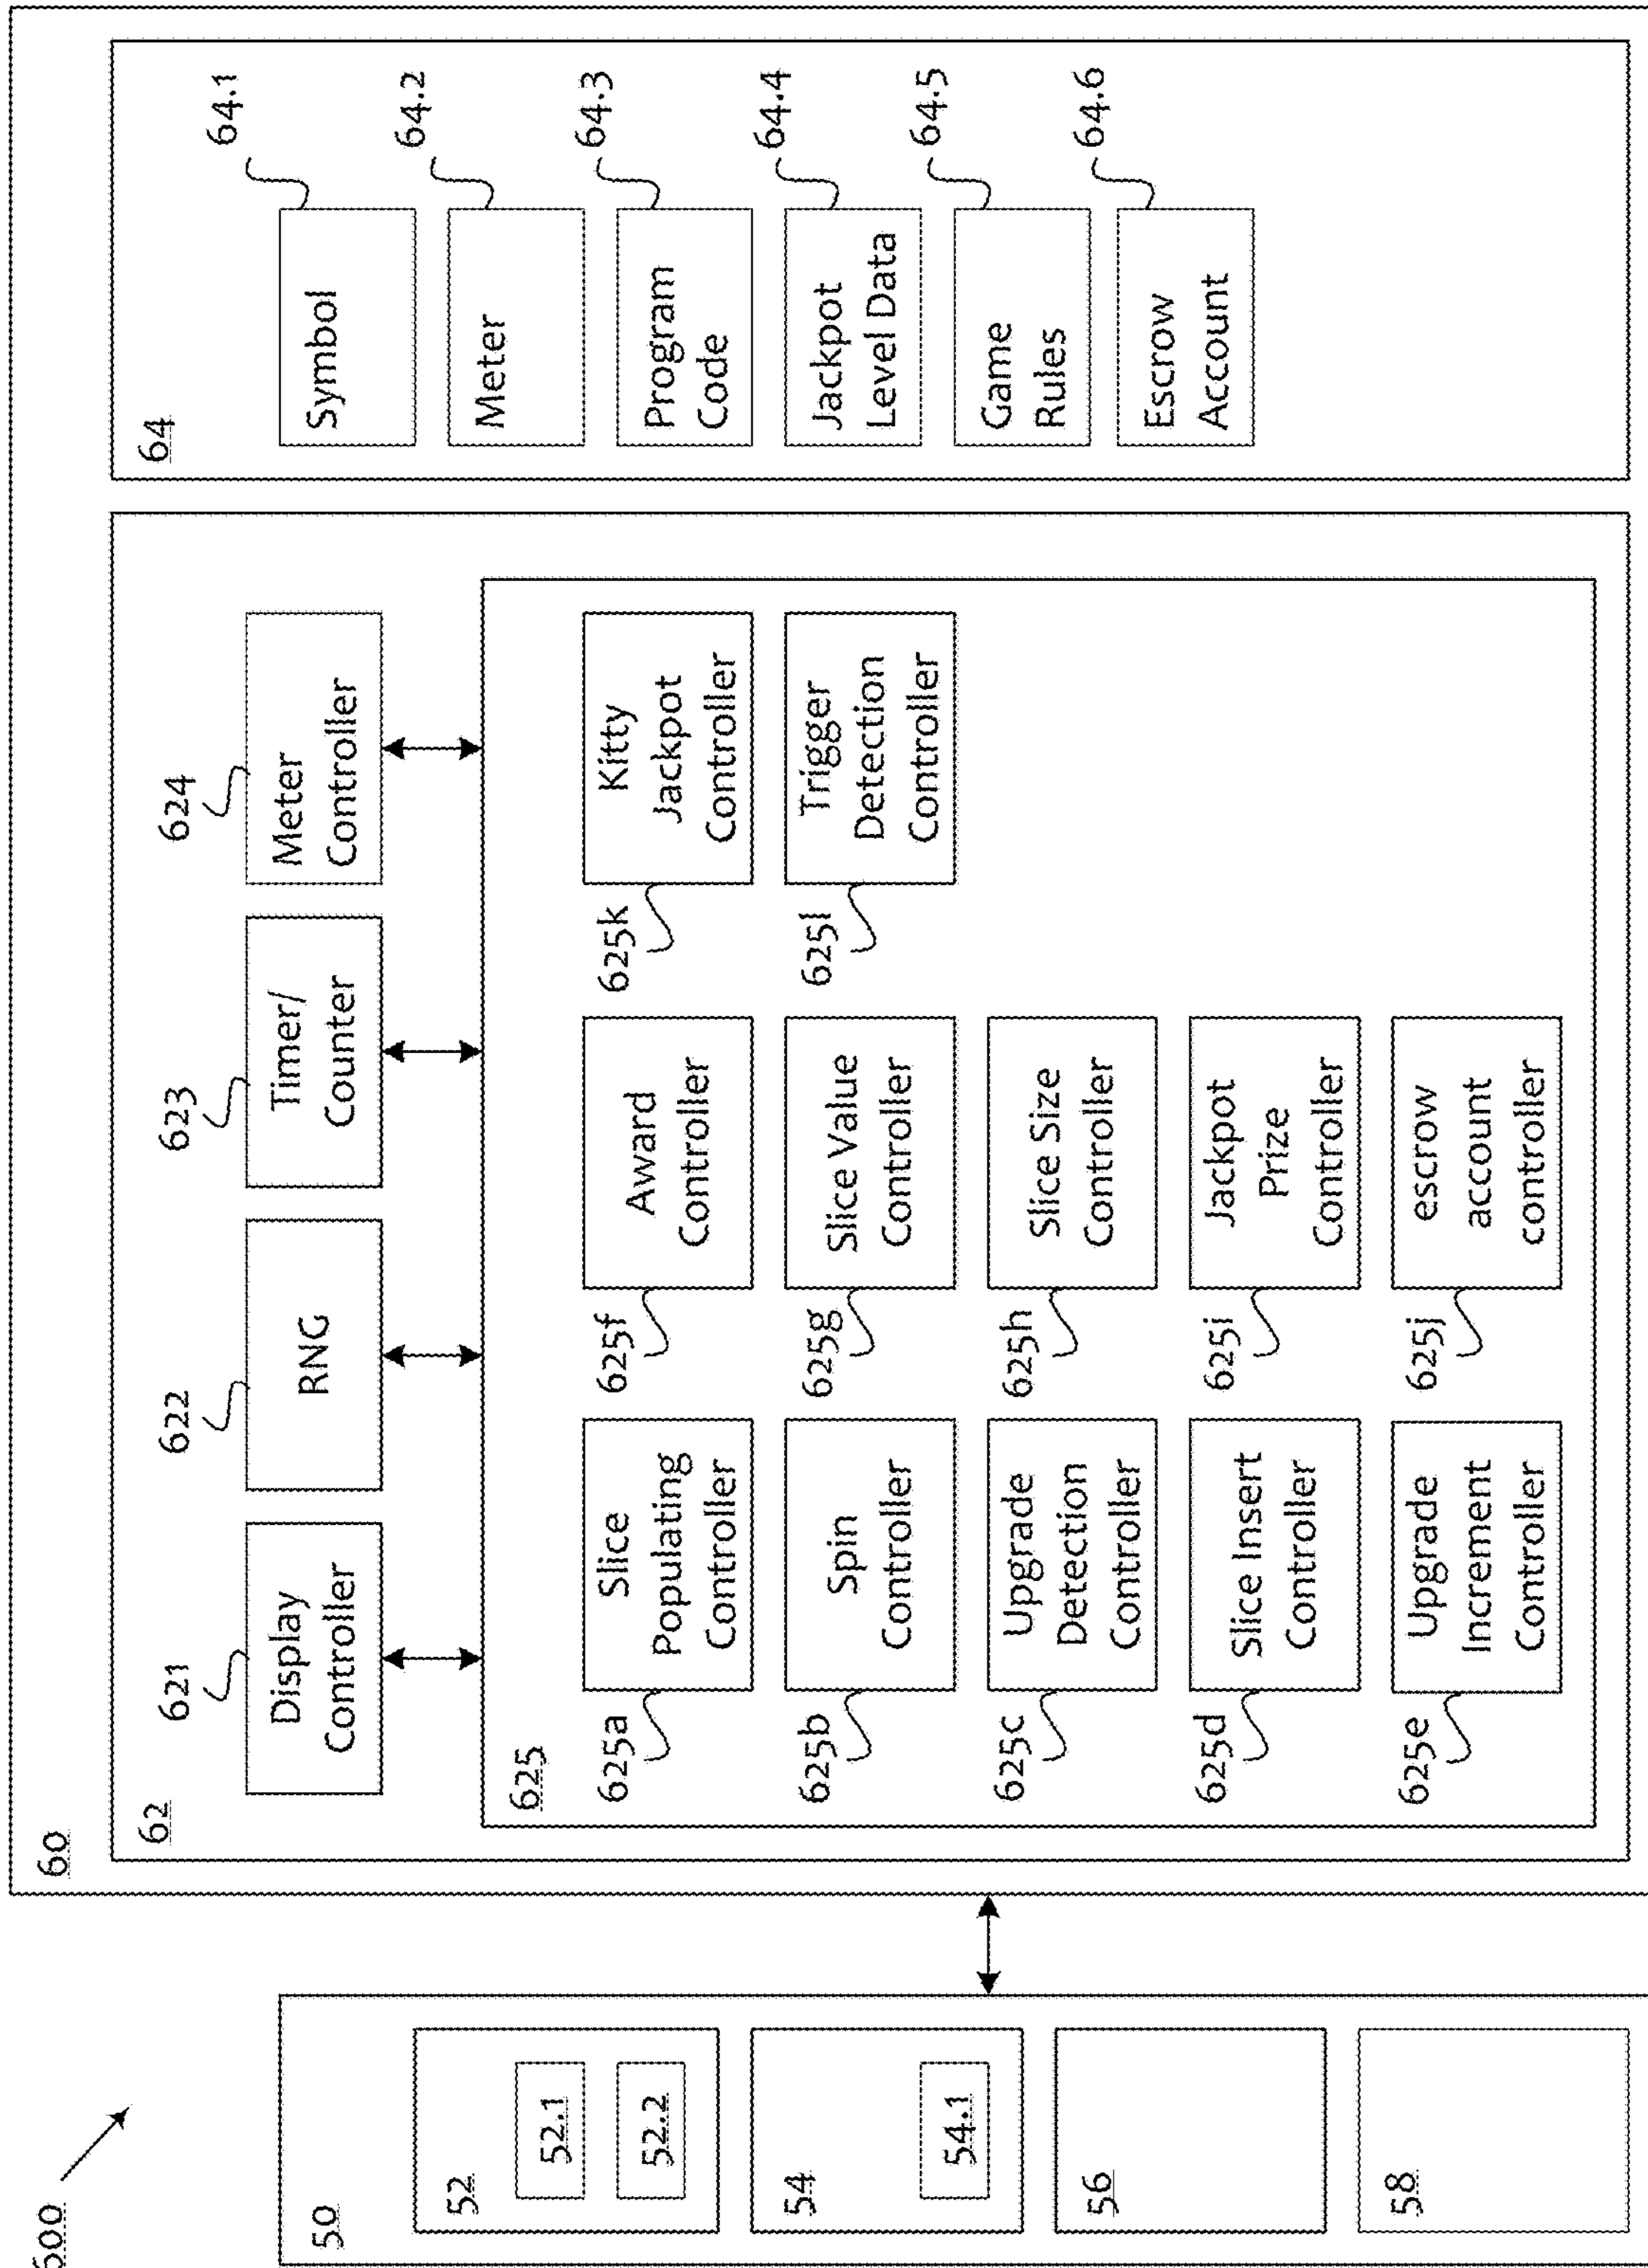 600
50
52
52.1
52.2
54
54.1
56
58
60
62
621
Display
Controller
622
RNG
623
Timer/
Counter
624
Meter
Controller
625
625a
Slice
Populating
Controller
625b
Spin
Controller
625c
Upgrade
Detection
Controller
625d
Slice Insert
Controller
625e
Upgrade
Increment
Controller
625f
Award
Controller
625g
Slice Value
Controller
625h
Slice Size
Controller
625i
Jackpot
Prize
Controller
625j
escrow
account
controller
625k
Kitty
Jackpot
Controller
625l
Trigger
Detection
Controller
64
Symbol
64.1
Meter
64.2
Program
Code
64.3
Jackpot
Level Data
64.4
Game
Rules
64.5
Escrow
Account
64.6